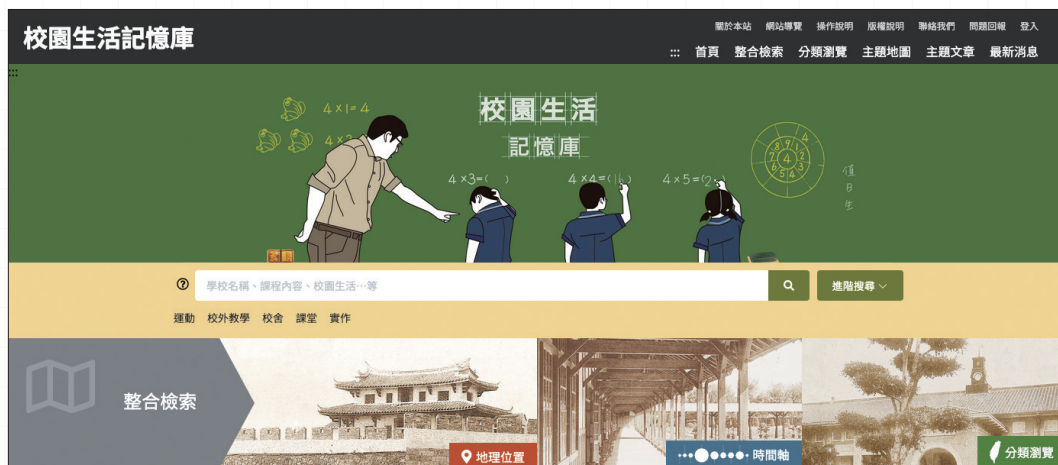 校園生活記憶庫
關於本站 網站導覽 操作說明 版權說明 聯絡我們 問題回報 登入
::: 首頁 整合檢索 分類瀏覽 主題地圖 主題文章 最新消息
:::
校園生活
記憶庫
4×1=4
4×2
4×3=( )
4×4=(16)
4×5=(2
值日生
學校名稱、課程內容、校園生活…等
進階搜尋
運動 校外教學 校舍 課堂 實作
整合檢索
地理位置
時間軸
分類瀏覽